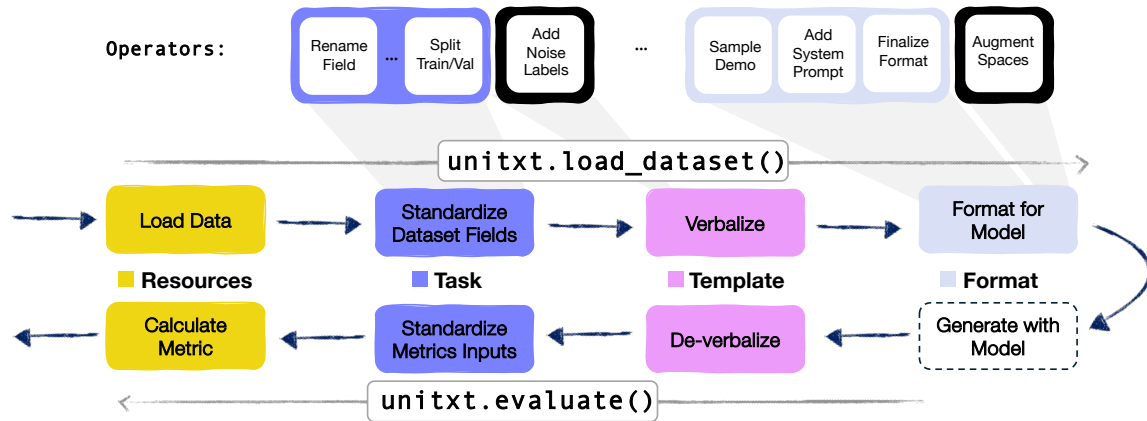 Operators:
Rename
Field
...
Split
Train/Val
Add
Noise
Labels
...
Sample
Demo
Add
System
Prompt
Finalize
Format
Augment
Spaces
unitxt.load_dataset()
Load Data
Standardize
Dataset Fields
Verbalize
Format for
Model
Resources
Task
Template
Format
Calculate
Metric
Standardize
Metrics Inputs
De-verbalize
Generate with
Model
unitxt.evaluate()